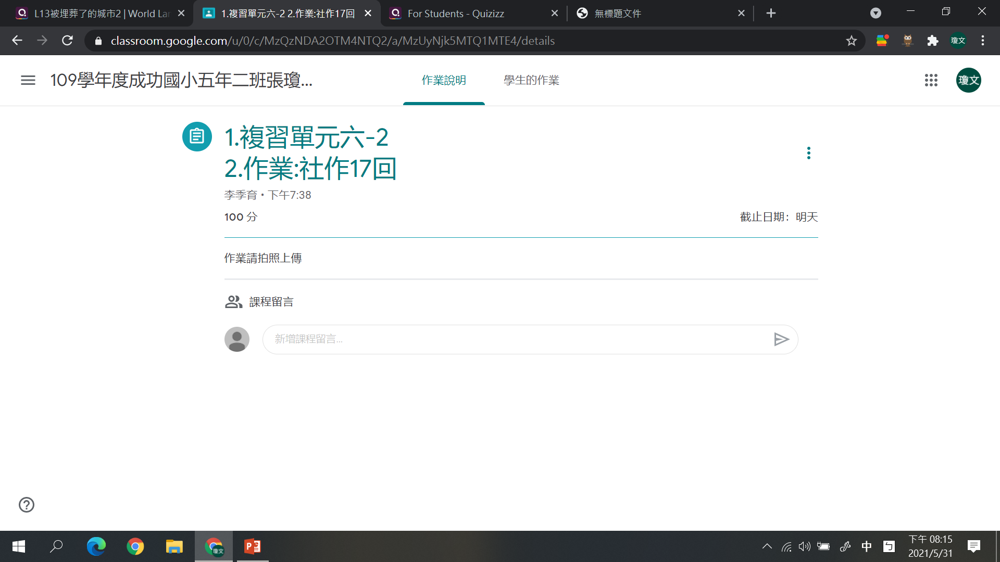 L13被埋葬了的城市2 | World Lar
1.複習單元六-2 2.作業:社作17回
For Students - Quizizz
無標題文件
classroom.google.com/u/0/c/MzQzNDA2OTM4NTQ2/a/MzUyNjk5MTQ1MTE4/details
瓊文
109學年度成功國小五年二班張瓊...
作業說明
學生的作業
瓊文
1.複習單元六-2
2.作業:社作17回
李季育・下午7:38
100 分
截止日期：明天
作業請拍照上傳
課程留言
新增課程留言...
瓊文
中
ㄅ
下午 08:15
2021/5/31